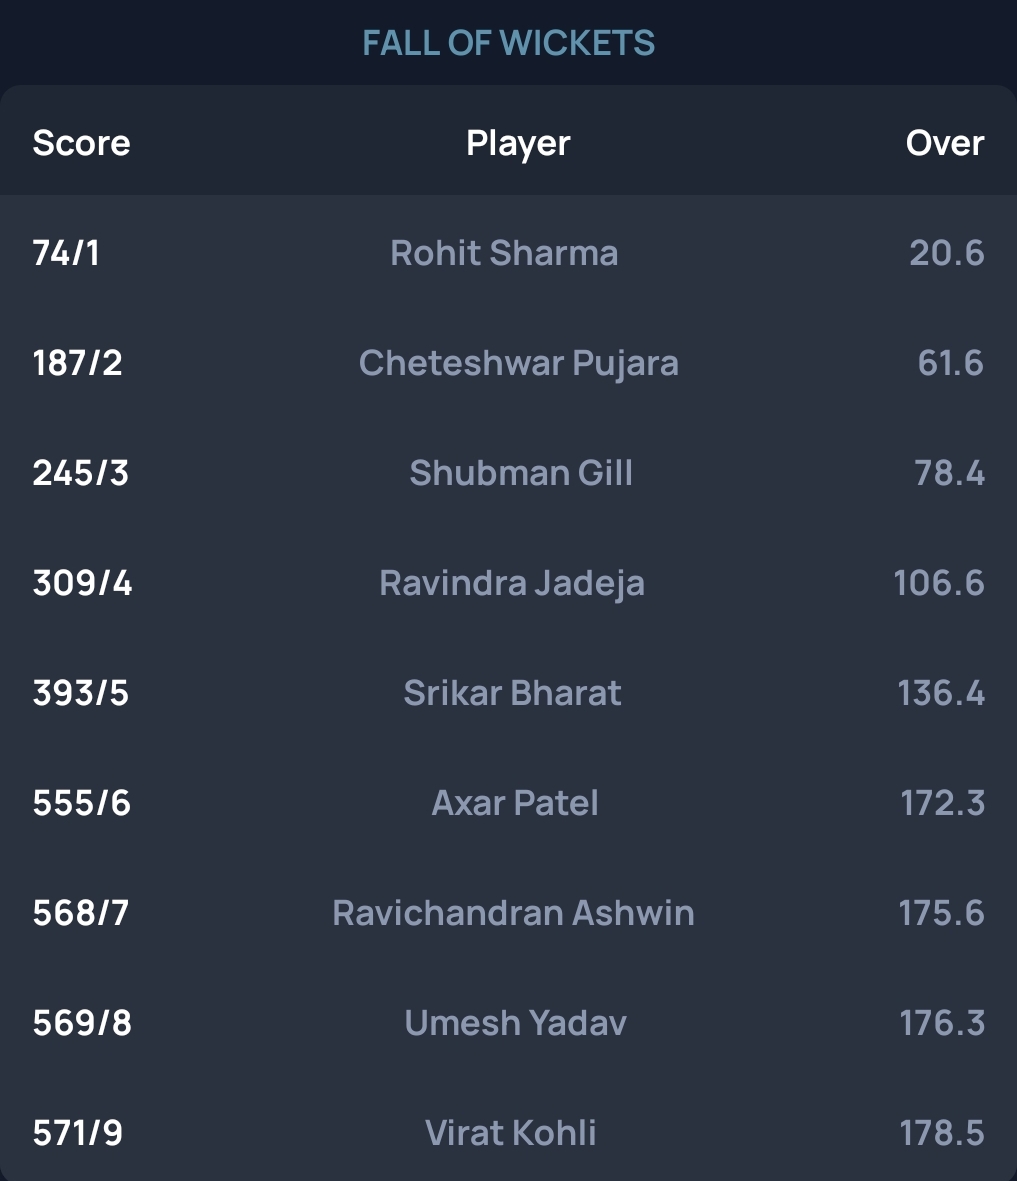 FALL OF WICKETS
Score Player Over
74/1 Rohit Sharma 20.6
187/2 Cheteshwar Pujara 61.6
245/3 Shubman Gill 78.4
309/4 Ravindra Jadeja 106.6
393/5 Srikar Bharat 136.4
555/6 Axar Patel 172.3
568/7 Ravichandran Ashwin 175.6
569/8 Umesh Yadav 176.3
571/9 Virat Kohli 178.5